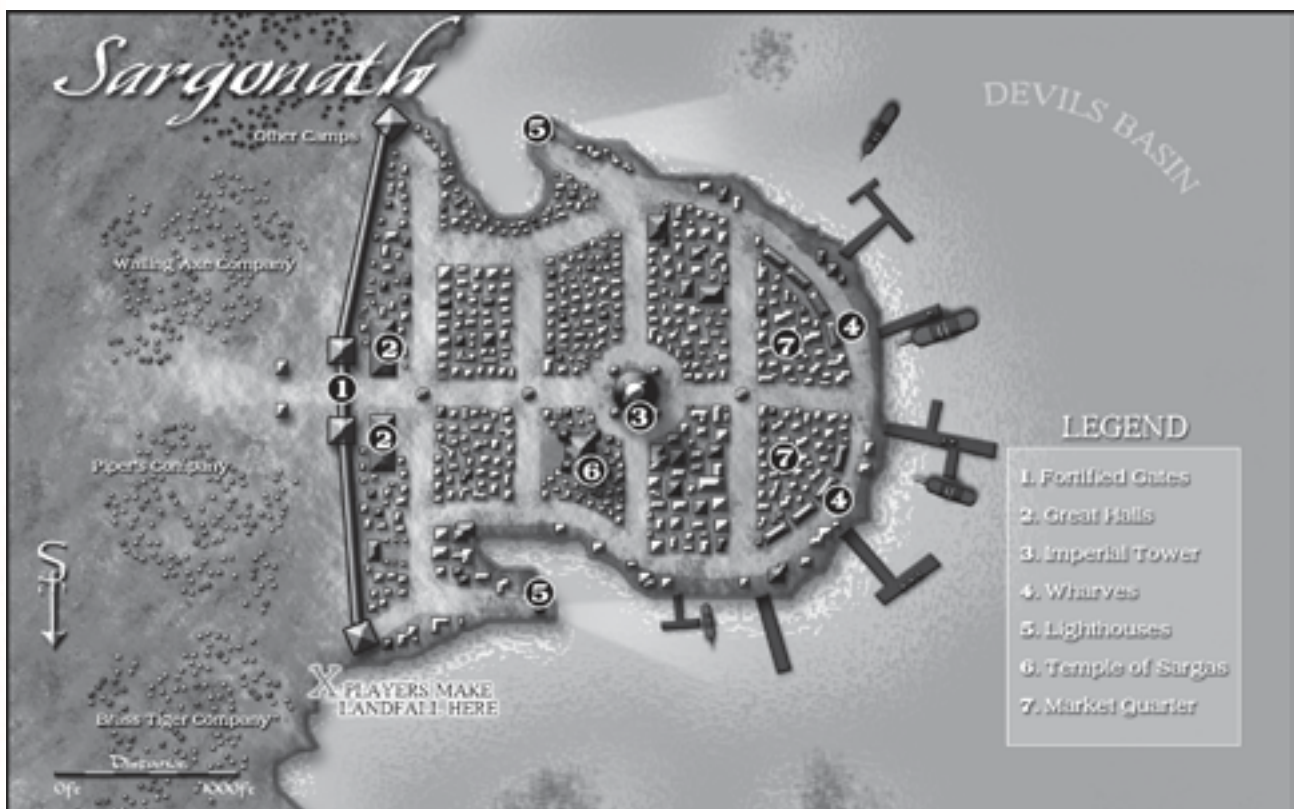 Sargonath
DEVILS BASIN
Other Camps
5
Wailing Axe Company
4
2
7
1
3
2
7
LEGEND
Piper's Company
6
1. Fortified Gates
4
2. Great Halls
3. Imperial Tower
S
4. Wharves
5
5. Lighthouses
6. Temple of Sargas
X PLAYERS MAKE
LANDFALL HERE
7. Market Quarter
Brass Tiger Company
Distance
0ft